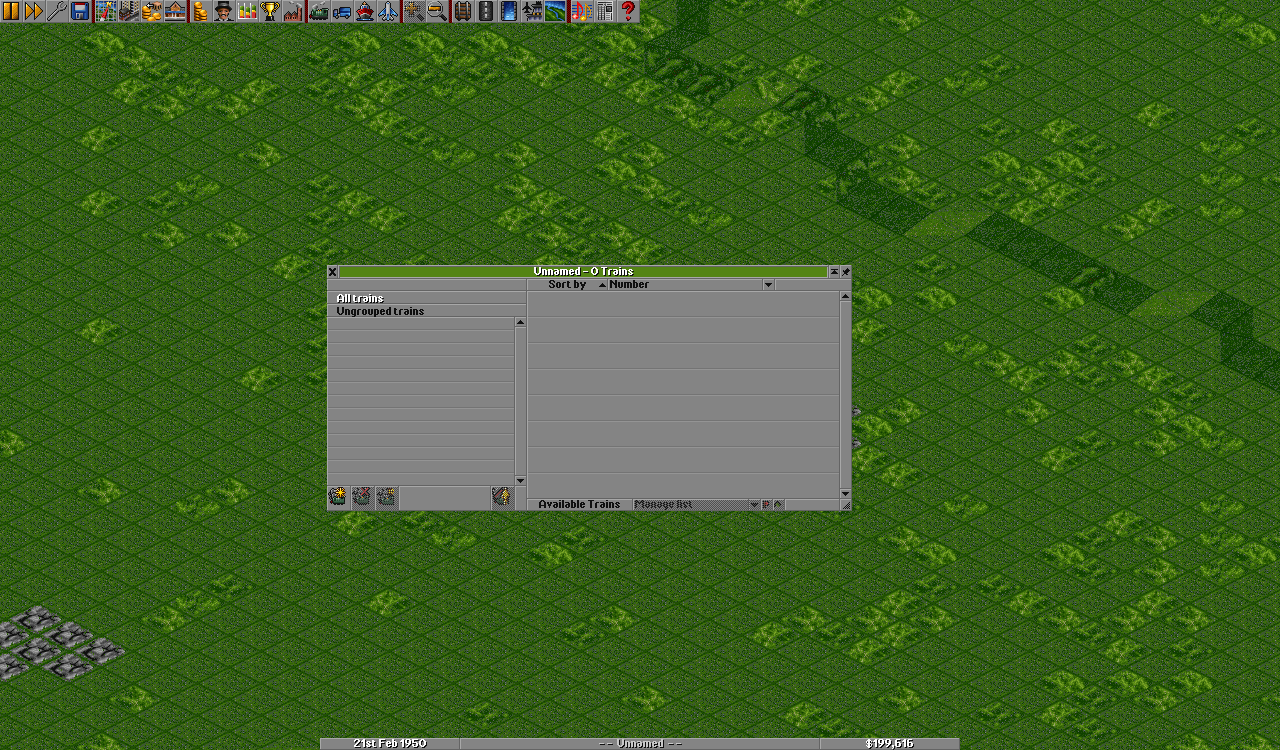 Unnamed - 0 Trains
Sort by Number
All trains
Ungrouped trains
Available Trains Manage list
21st Feb 1950 -- Unnamed -- $199,616